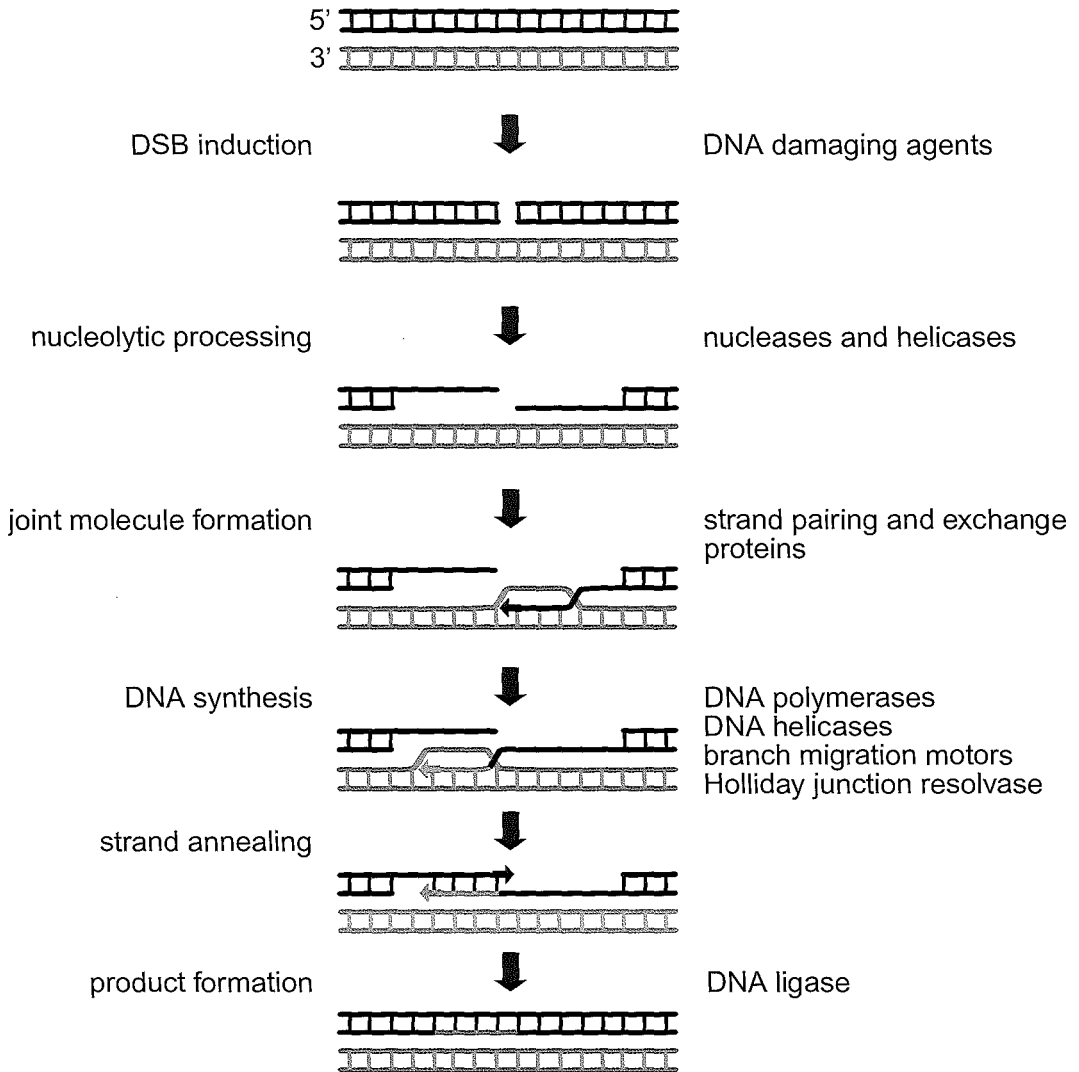 5'
3'
DSB induction
DNA damaging agents
nucleolytic processing
nucleases and helicases
joint molecule formation
strand pairing and exchange
proteins
DNA synthesis
DNA polymerases
DNA helicases
branch migration motors
Holliday junction resolvase
strand annealing
product formation
DNA ligase